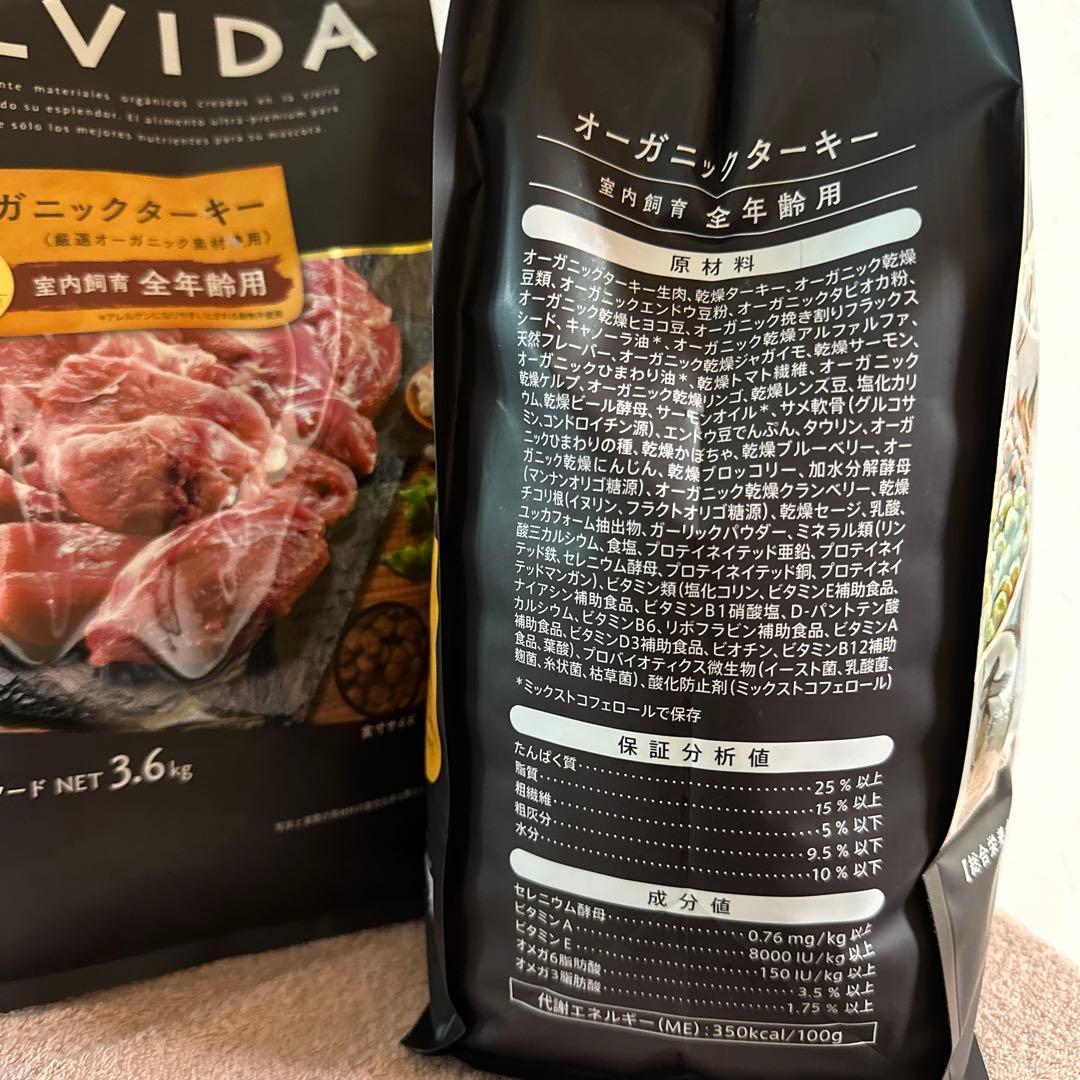 LVIDA
nte materiales orgánicos creados en la tierra
do su esplendor. El alimento ultra-premium para
e sólo los mejores nutrientes para su mascota.
ガニックターキー
(厳選オーガニック素材使用)
室内飼育 全年齢用
フード NET 3.6kg
実寸サイズ
オーガニックターキー
室内飼育 全年齢用
原材料
オーガニックターキー生肉、乾燥ターキー、オーガニック乾燥
豆類、オーガニックエンドウ豆粉、オーガニックタピオカ粉、
オーガニック乾燥ヒヨコ豆、オーガニック挽き割りフラックス
シード、キャノーラ油*、オーガニック乾燥アルファルファ、
天然フレーバー、オーガニック乾燥ジャガイモ、乾燥サーモン、
オーガニックひまわり油*、乾燥トマト繊維、オーガニック
乾燥ケルプ、オーガニック乾燥リンゴ、乾燥レンズ豆、塩化カリ
ウム、乾燥ビール酵母、サーモンオイル*、サメ軟骨(グルコサ
ミン、コンドロイチン源)、エンドウ豆でんぷん、タウリン、オーガ
ニックひまわりの種、乾燥かぼちゃ、乾燥ブルーベリー、オー
ガニック乾燥にんじん、乾燥ブロッコリー、加水分解酵母
(マンナンオリゴ糖源)、オーガニック乾燥クランベリー、乾燥
チコリ根(イヌリン、フラクトオリゴ糖源)、乾燥セージ、乳酸、
ユッカフォーム抽出物、ガーリックパウダー、ミネラル類(リン
酸三カルシウム、食塩、プロテイネイテッド亜鉛、プロテイネイ
テッド鉄、セレニウム酵母、プロテイネイテッド銅、プロテイネイ
テッドマンガン)、ビタミン類(塩化コリン、ビタミンE補助食品、
ナイアシン補助食品、ビタミンB1硝酸塩、D-パントテン酸
カルシウム、ビタミンB6、リボフラビン補助食品、ビタミンA
補助食品、ビタミンD3補助食品、ビオチン、ビタミンB12補助
食品、葉酸)、プロバイオティクス微生物(イースト菌、乳酸菌、
麹菌、糸状菌、枯草菌)、酸化防止剤(ミックストコフェロール)
*ミックストコフェロールで保存
保証分析値
たんぱく質 25 % 以上
脂質 15 % 以上
粗繊維 5 % 以下
粗灰分 9.5 % 以下
水分 10 % 以下
成分値
セレニウム酵母 0.76 mg/kg 以上
ビタミンA 8000 IU/kg 以上
ビタミンE 150 IU/kg 以上
オメガ6脂肪酸 3.5 % 以上
オメガ3脂肪酸 1.75 % 以上
代謝エネルギー(ME):350kcal/100g
【総合栄養